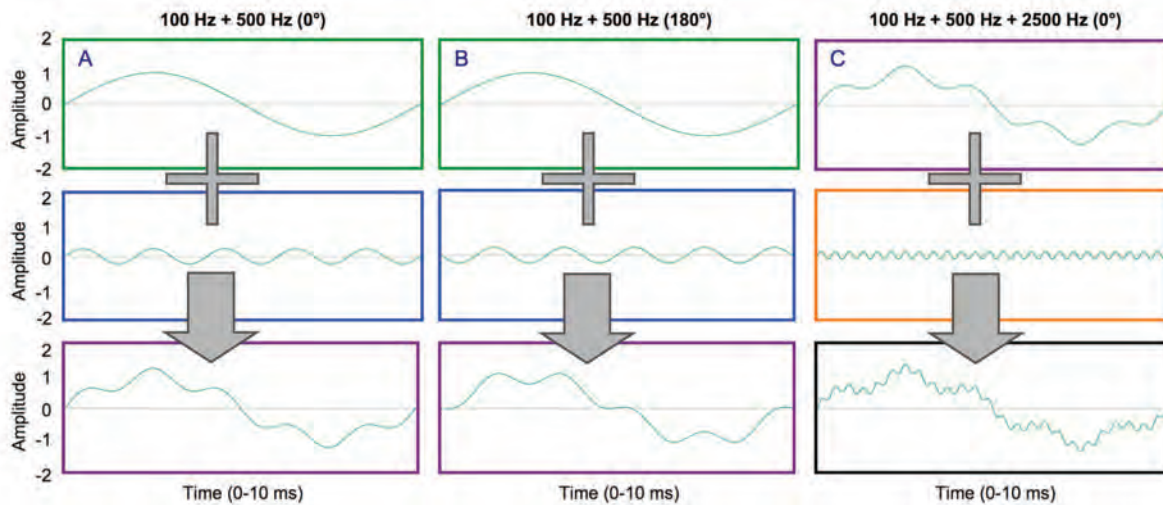 100 Hz + 500 Hz (0°)
100 Hz + 500 Hz (180°)
100 Hz + 500 Hz + 2500 Hz (0°)
A
B
C
Amplitude
2
1
0
-1
-2
Amplitude
2
1
0
-1
-2
Amplitude
2
1
0
-1
-2
Time (0-10 ms)
Time (0-10 ms)
Time (0-10 ms)